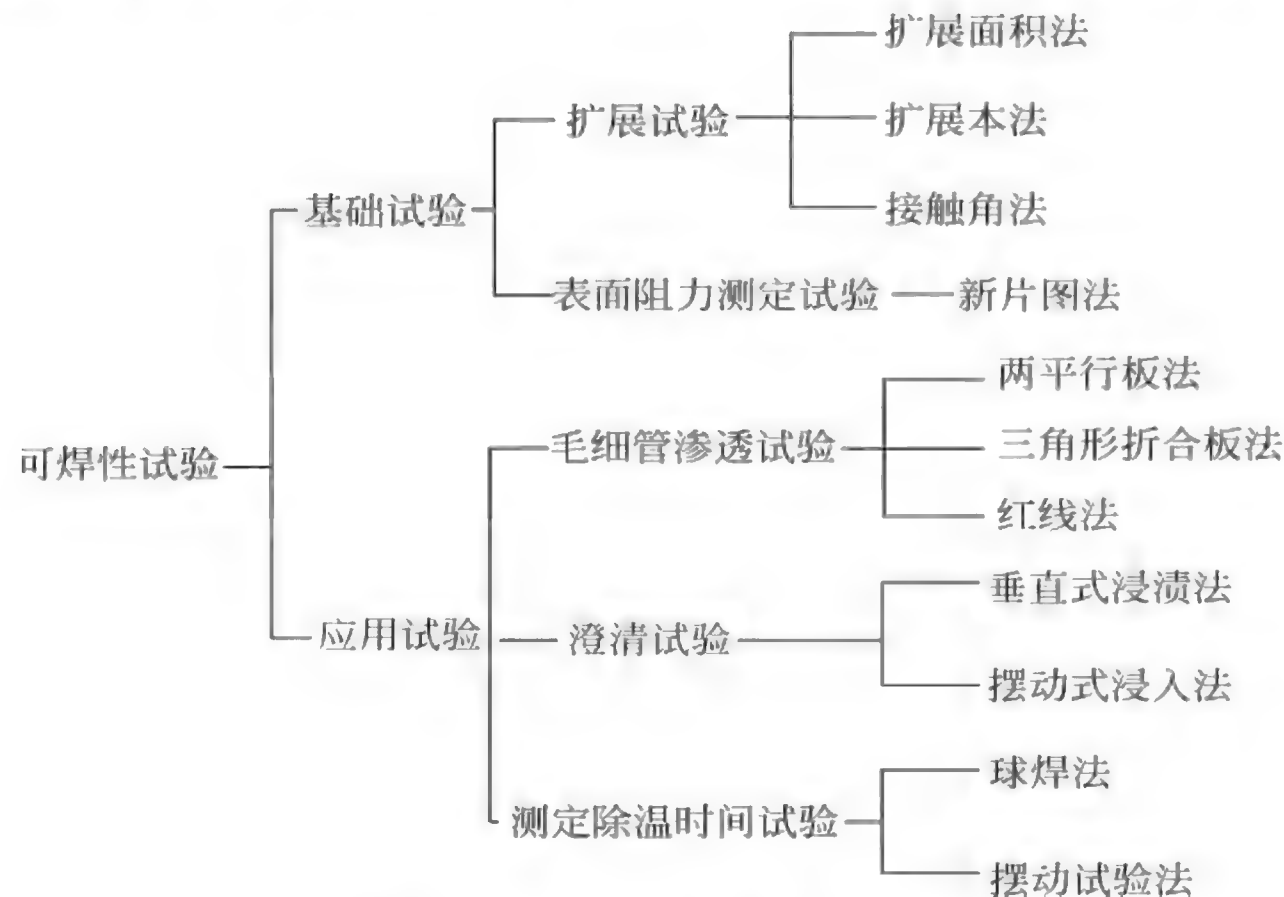 可焊性试验
基础试验
扩展试验
扩展面积法
扩展本法
接触角法
表面阻力测定试验
新片图法
应用试验
毛细管渗透试验
两平行板法
三角形折合板法
红线法
澄清试验
垂直式浸渍法
摆动式浸入法
测定除温时间试验
球焊法
摆动试验法